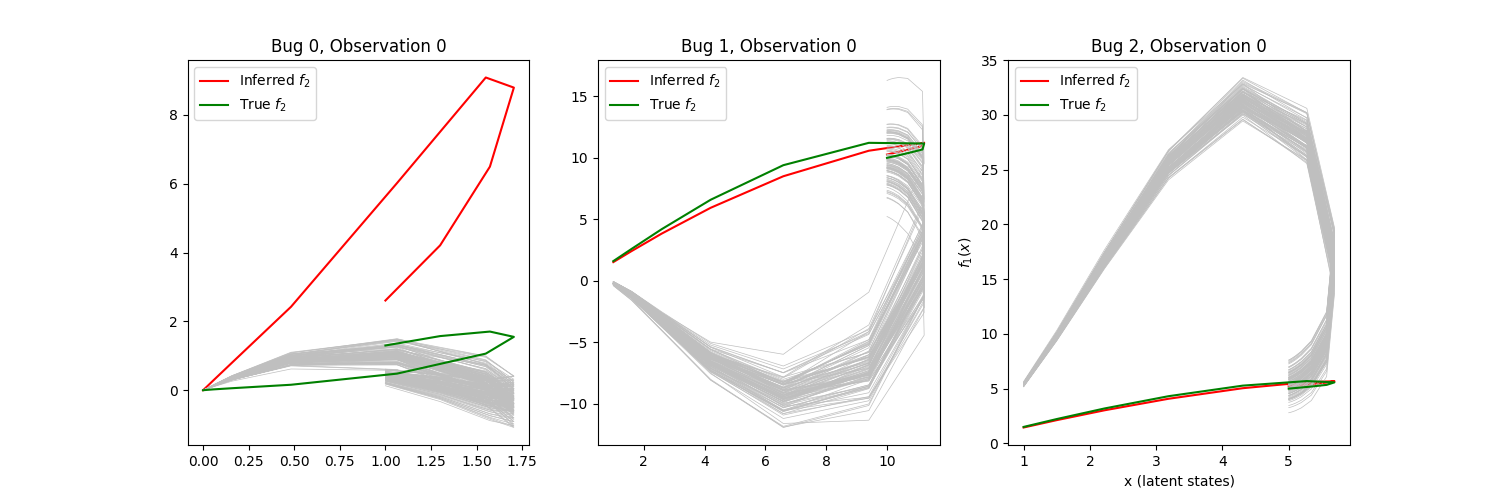 Bug 0, Observation 0
Inferred f₂
True f₂
8
6
4
2
0
0.00 0.25 0.50 0.75 1.00 1.25 1.50 1.75
Bug 1, Observation 0
Inferred f₂
True f₂
15
10
5
0
−5
−10
2 4 6 8 10
Bug 2, Observation 0
Inferred f₂
True f₂
f₁(x)
35
30
25
20
15
10
5
0
1 2 3 4 5
x (latent states)